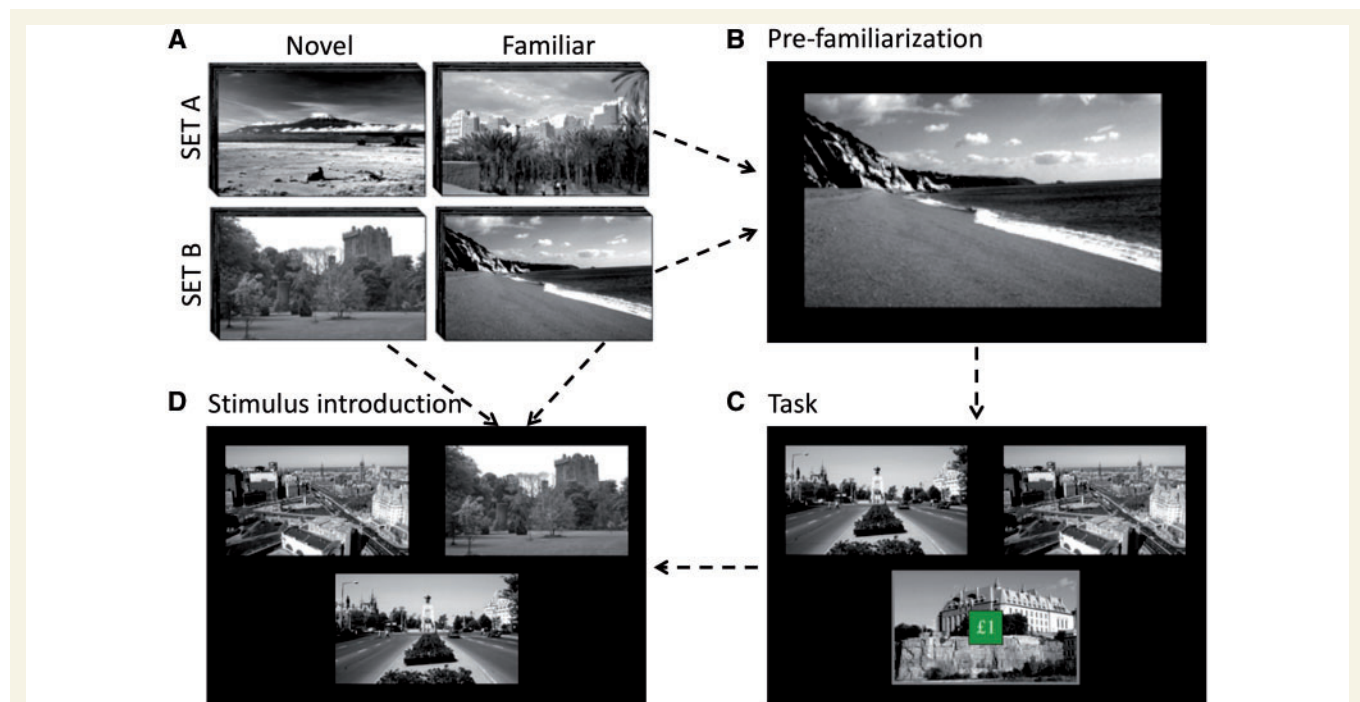 A
Novel
Familiar
SET A
SET B
B Pre-familiarization
D Stimulus introduction
C Task
£1